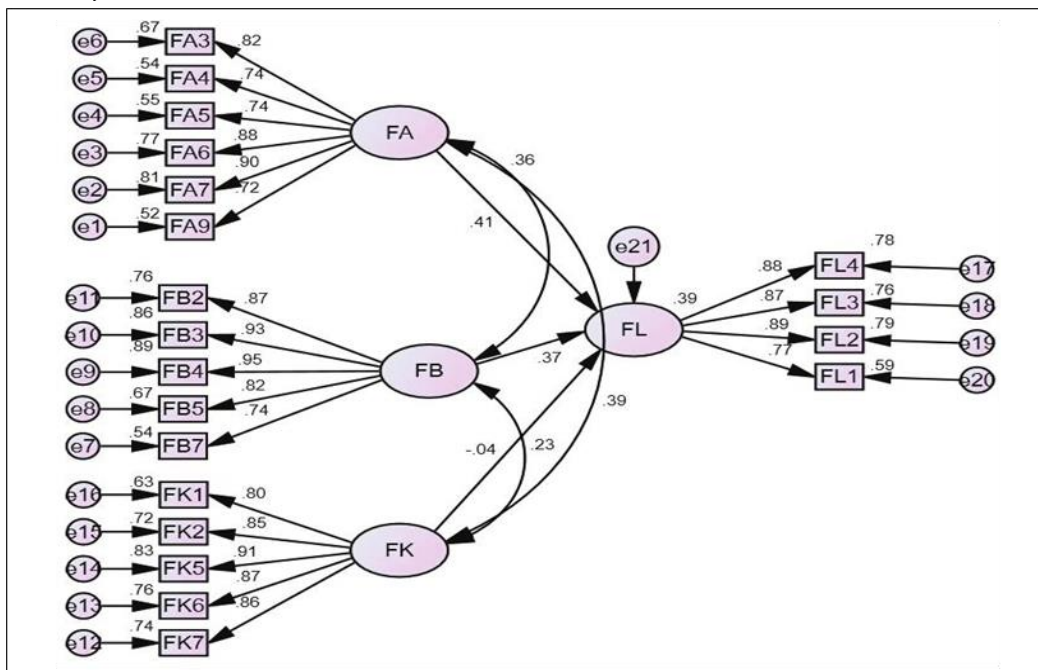 e6 .67 FA3 .82
e5 .54 FA4 .74
e4 .55 FA5 .74
e3 .77 FA6 .88
e2 .81 FA7 .90
e1 .52 FA9 .72
FA
.36
.41
e11 .76 FB2 .87
e10 .86 FB3 .93
e9 .89 FB4 .95
e8 .67 FB5 .82
e7 .54 FB7 .74
FB
.37
e21
FL
.39
.88 FL4 .78 e17
.87 FL3 .76 e18
.89 FL2 .79 e19
.77 FL1 .59 e20
.39
-.04
.23
e16 .63 FK1 .80
e15 .72 FK2 .85
e14 .83 FK5 .91
e13 .76 FK6 .87
e12 .74 FK7 .86
FK